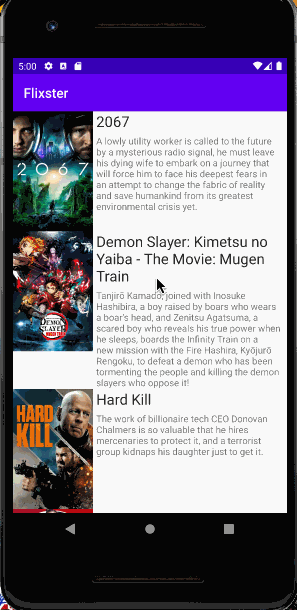 5:00
Flixster
2067
A lowly utility worker is called to the future
by a mysterious radio signal, he must leave
his dying wife to embark on a journey that
will force him to face his deepest fears in
an attempt to change the fabric of reality
and save humankind from its greatest
environmental crisis yet.
2067
Demon Slayer: Kimetsu no
Yaiba - The Movie: Mugen
Train
Tanjirō Kamado, joined with Inosuke
Hashibira, a boy raised by boars who wears
a boar's head, and Zenitsu Agatsuma, a
scared boy who reveals his true power when
he sleeps, boards the Infinity Train on a
new mission with the Fire Hashira, Kyōjurō
Rengoku, to defeat a demon who has been
tormenting the people and killing the demon
slayers who oppose it!
DEMON
SLAYER
Hard Kill
The work of billionaire tech CEO Donovan
Chalmers is so valuable that he hires
mercenaries to protect it, and a terrorist
group kidnaps his daughter just to get it.
HARD
KILL